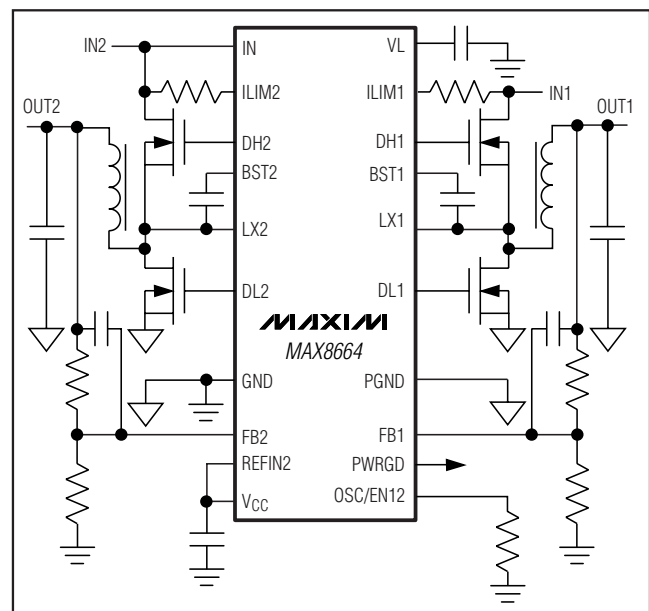 IN2
IN
VL
ILIM2
ILIM1
IN1
OUT2
OUT1
DH2
DH1
BST2
BST1
LX2
LX1
DL2
DL1
MAXIM
MAX8664
GND
PGND
FB2
FB1
REFIN2
PWRGD
VCC
OSC/EN12